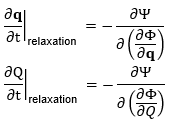 ∂𝐪/∂t|relaxation = − ∂Ψ/∂(∂Φ/∂𝐪)
∂Q/∂t|relaxation = − ∂Ψ/∂(∂Φ/∂Q)